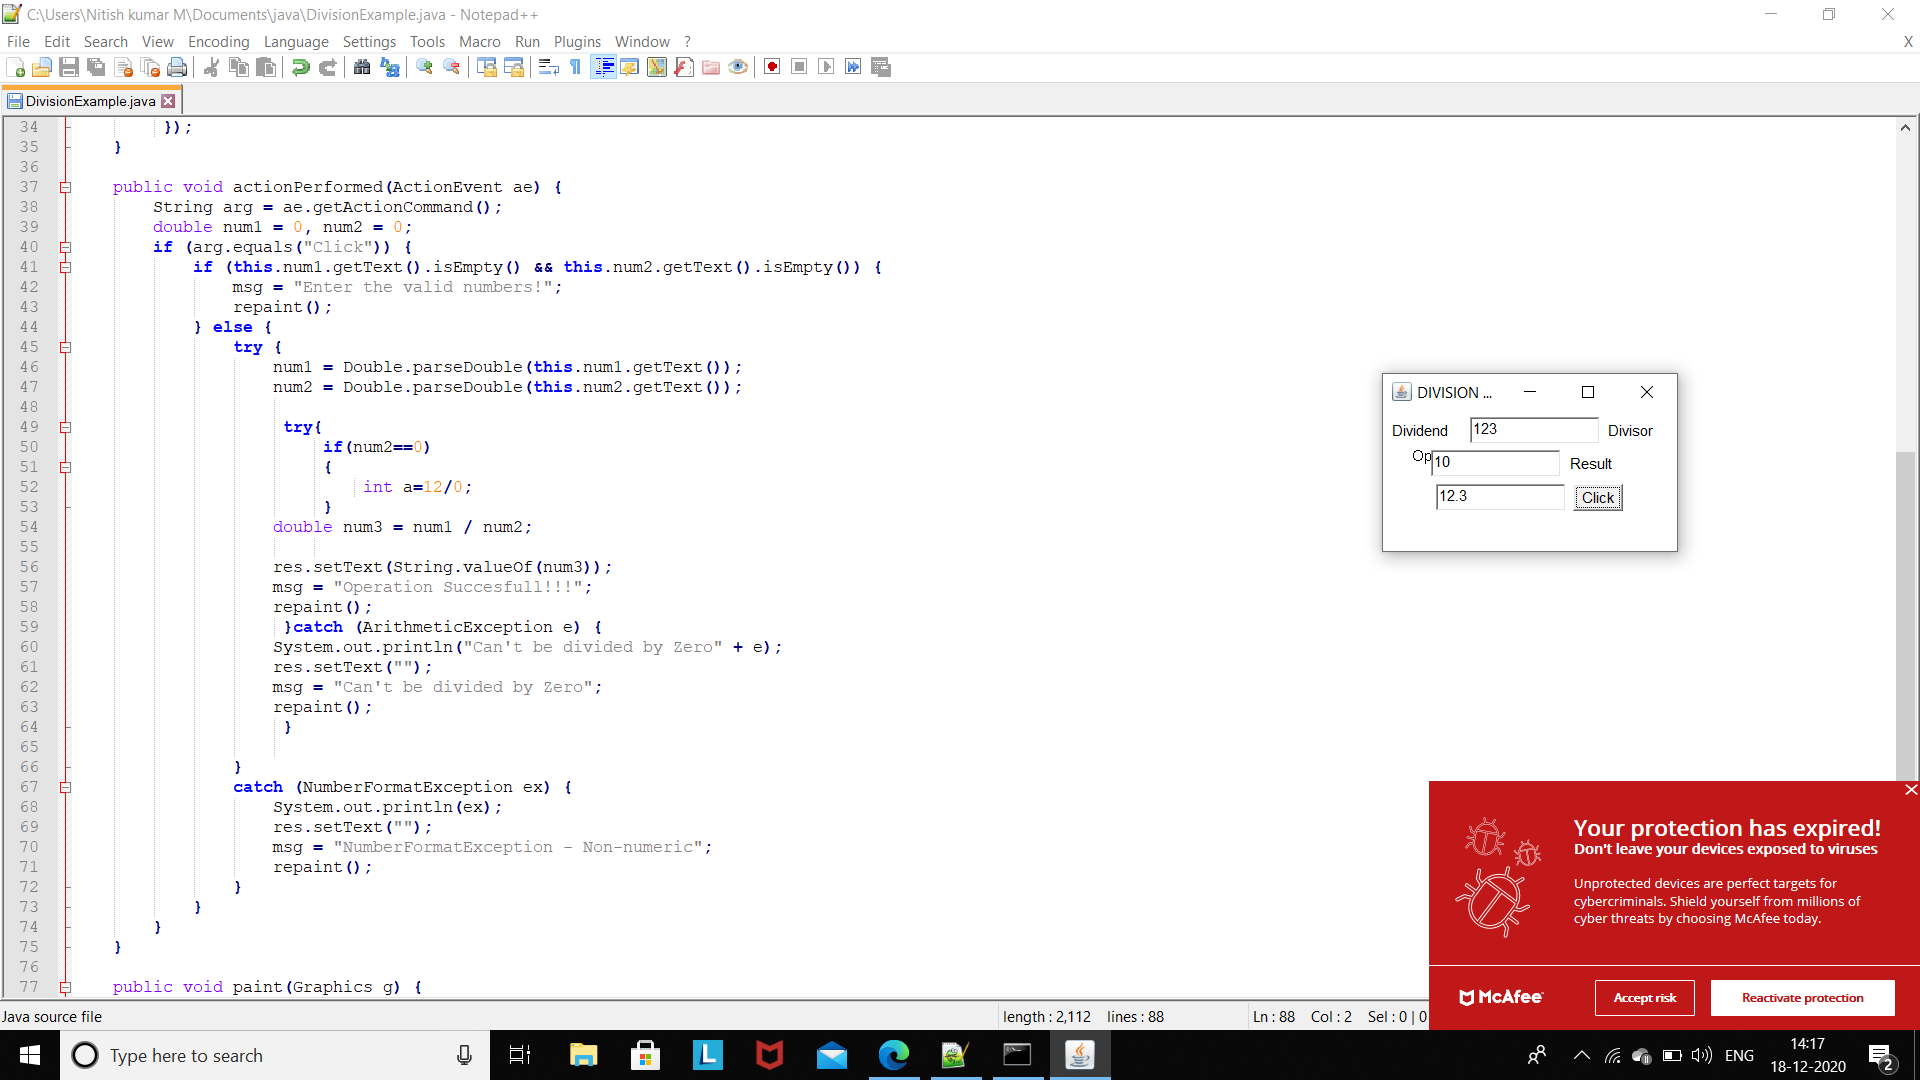 C:\Users\Nitish kumar M\Documents\java\DivisionExample.java - Notepad++
File Edit Search View Encoding Language Settings Tools Macro Run Plugins Window ? X
DivisionExample.java
34 });
35 }
36
37 public void actionPerformed(ActionEvent ae) {
38 String arg = ae.getActionCommand();
39 double num1 = 0, num2 = 0;
40 if (arg.equals("Click")) {
41 if (this.num1.getText().isEmpty() && this.num2.getText().isEmpty()) {
42 msg = "Enter the valid numbers!";
43 repaint();
44 } else {
45 try {
46 num1 = Double.parseDouble(this.num1.getText());
47 num2 = Double.parseDouble(this.num2.getText());
48
49 try{
50 if(num2==0)
51 {
52 int a=12/0;
53 }
54 double num3 = num1 / num2;
55
56 res.setText(String.valueOf(num3));
57 msg = "Operation Succesfull!!!";
58 repaint();
59 }catch (ArithmeticException e) {
60 System.out.println("Can't be divided by Zero" + e);
61 res.setText("");
62 msg = "Can't be divided by Zero";
63 repaint();
64 }
65
66 }
67 catch (NumberFormatException ex) {
68 System.out.println(ex);
69 res.setText("");
70 msg = "NumberFormatException - Non-numeric";
71 repaint();
72 }
73 }
74 }
75 }
76
77 public void paint(Graphics g) {
DIVISION ...
Dividend 123 Divisor
Op 10 Result
12.3 Click
Your protection has expired!
Don't leave your devices exposed to viruses
Unprotected devices are perfect targets for
cybercriminals. Shield yourself from millions of
cyber threats by choosing McAfee today.
McAfee Accept risk Reactivate protection
Java source file length : 2,112 lines : 88 Ln : 88 Col : 2 Sel : 0 | 0
Type here to search
L
ENG
14:17
18-12-2020
2